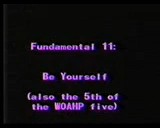 Fundamental 11:
Be Yourself
(also the 5th of
the WOAHP five)